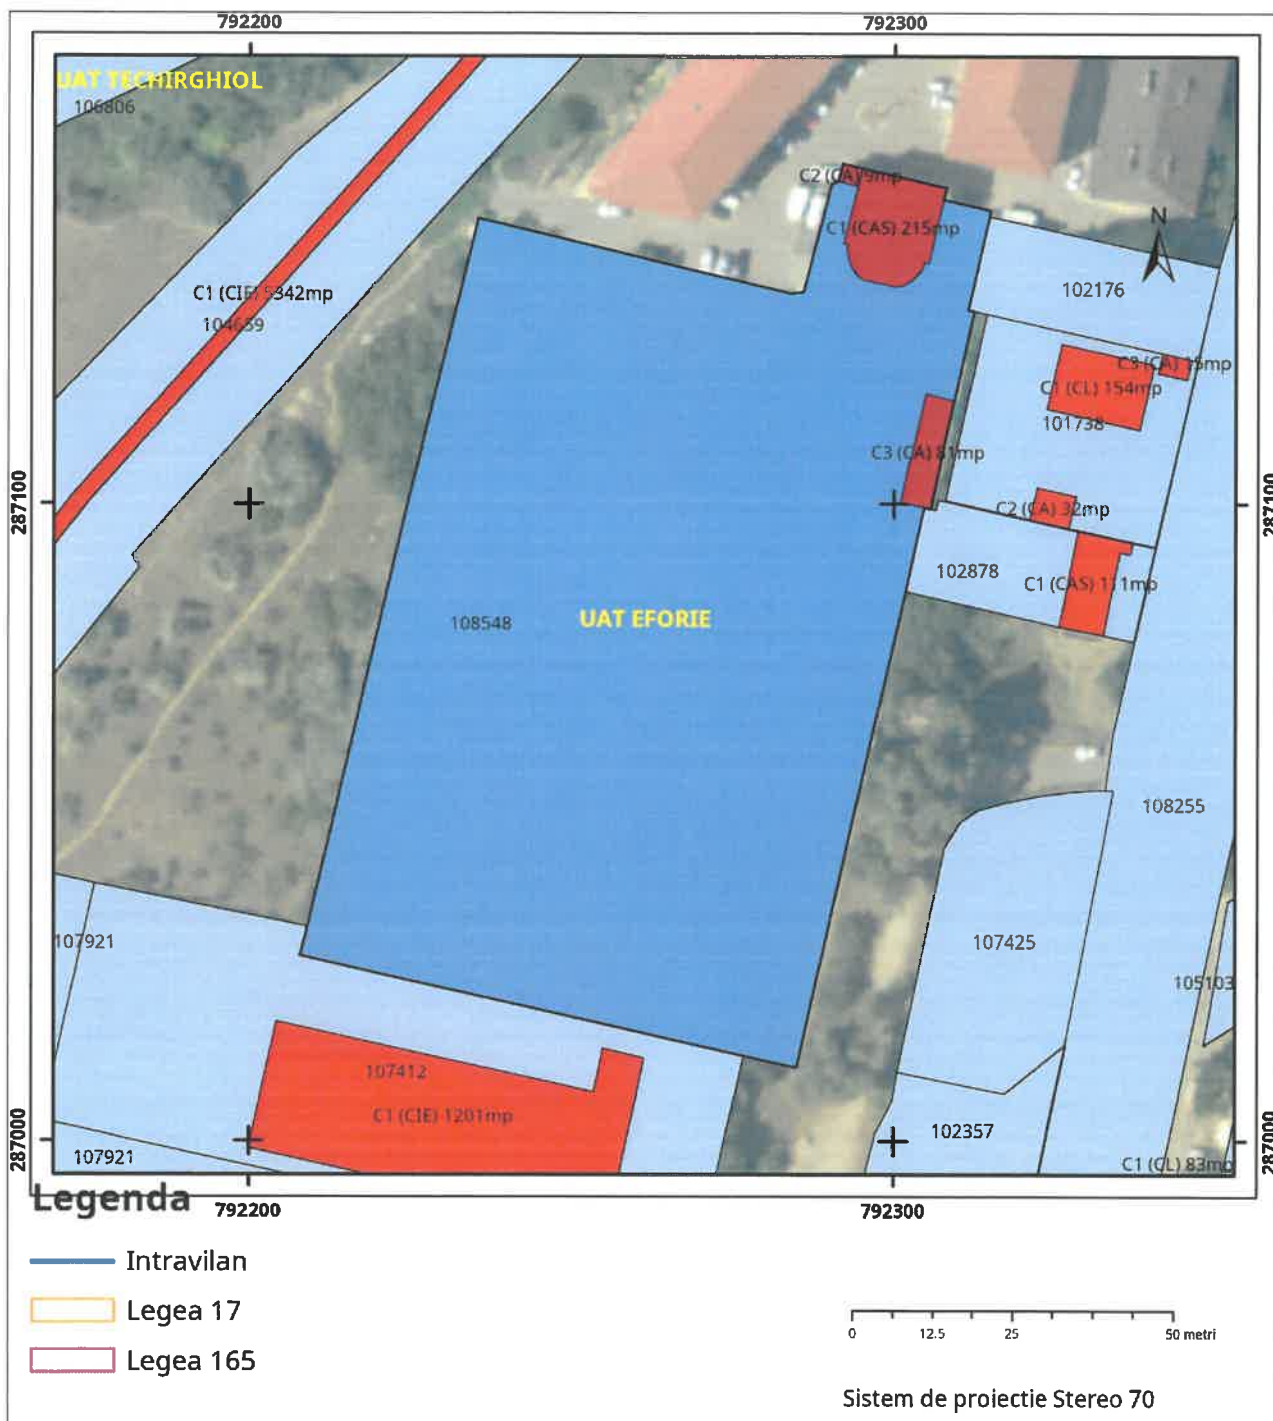 792200
792300
UAT TECHIRGHIOL
106806
C2 (CA) 9mp
C1 (CAS) 215mp
102176
C1 (CIE) 5342mp
104659
C3 (CA) 15mp
C1 (CL) 154mp
101738
C3 (CA) 81mp
287100
287100
C2 (CA) 32mp
102878
C1 (CAS) 111mp
108548
UAT EFORIE
108255
107921
107425
105103
107412
C1 (CIE) 1201mp
102357
287000
287000
107921
C1 (CL) 83mp
N
792200
792300
Legenda
Intravilan
Legea 17
Legea 165
0 12.5 25 50 metri
Sistem de proiectie Stereo 70